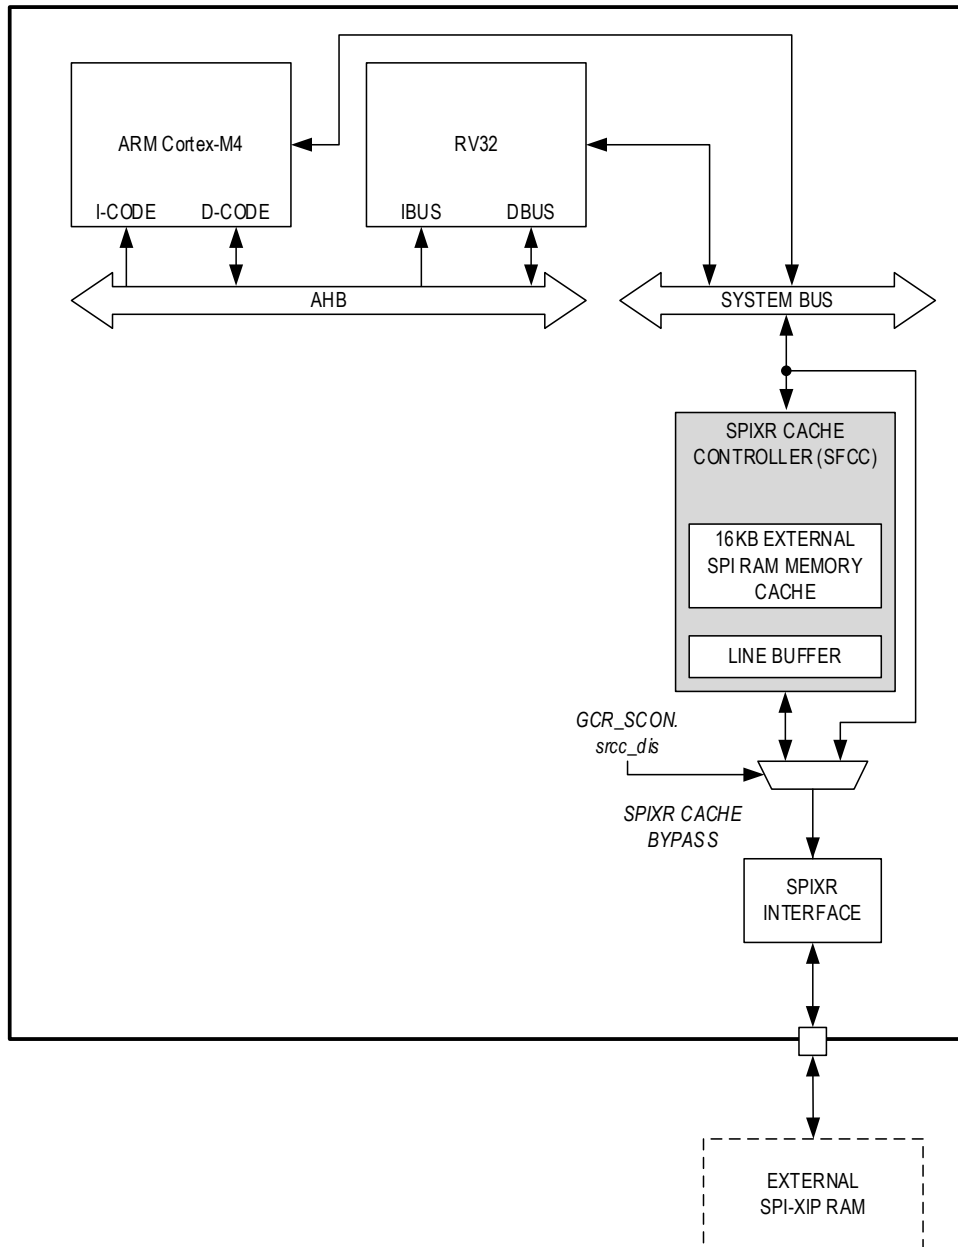 ARM Cortex-M4
RV32
I-CODE D-CODE
IBUS DBUS
AHB
SYSTEM BUS
SPIXR CACHE
CONTROLLER (SFCC)
16KB EXTERNAL
SPI RAM MEMORY
CACHE
LINE BUFFER
GCR_SCON.
srcc_dis
SPIXR CACHE
BYPASS
SPIXR
INTERFACE
EXTERNAL
SPI-XIP RAM